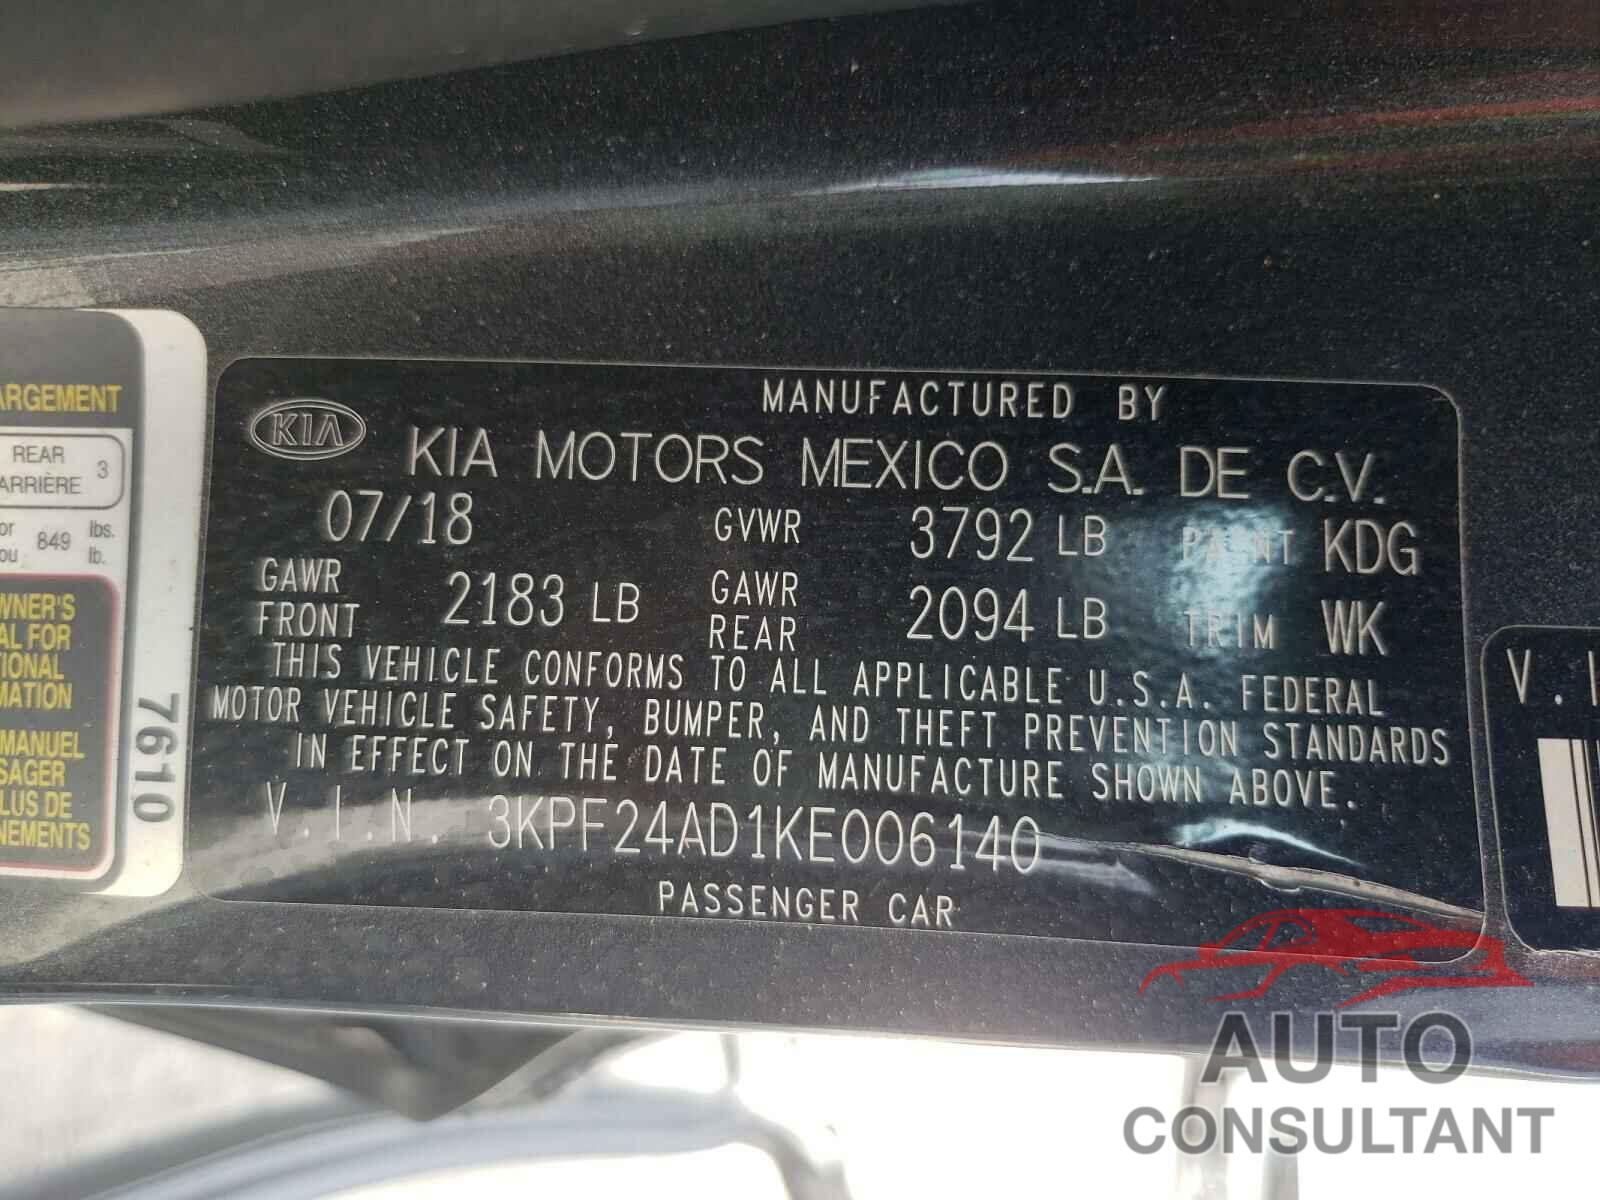 ARGEMENT
REAR
ARRIÈRE 3
or 849 lbs.
ou lb.
WNER'S
AL FOR
TIONAL
MATION
MANUEL
SAGER
LUS DE
NEMENTS
7610
KIA
MANUFACTURED BY
KIA MOTORS MEXICO S.A. DE C.V.
07/18 GVWR 3792 LB PAINT KDG
GAWR FRONT 2183 LB GAWR REAR 2094 LB TRIM WK
THIS VEHICLE CONFORMS TO ALL APPLICABLE U.S.A. FEDERAL
MOTOR VEHICLE SAFETY, BUMPER, AND THEFT PREVENTION STANDARDS
IN EFFECT ON THE DATE OF MANUFACTURE SHOWN ABOVE.
V.I.N. 3KPF24AD1KE006140
PASSENGER CAR
V.I
AUTO
CONSULTANT